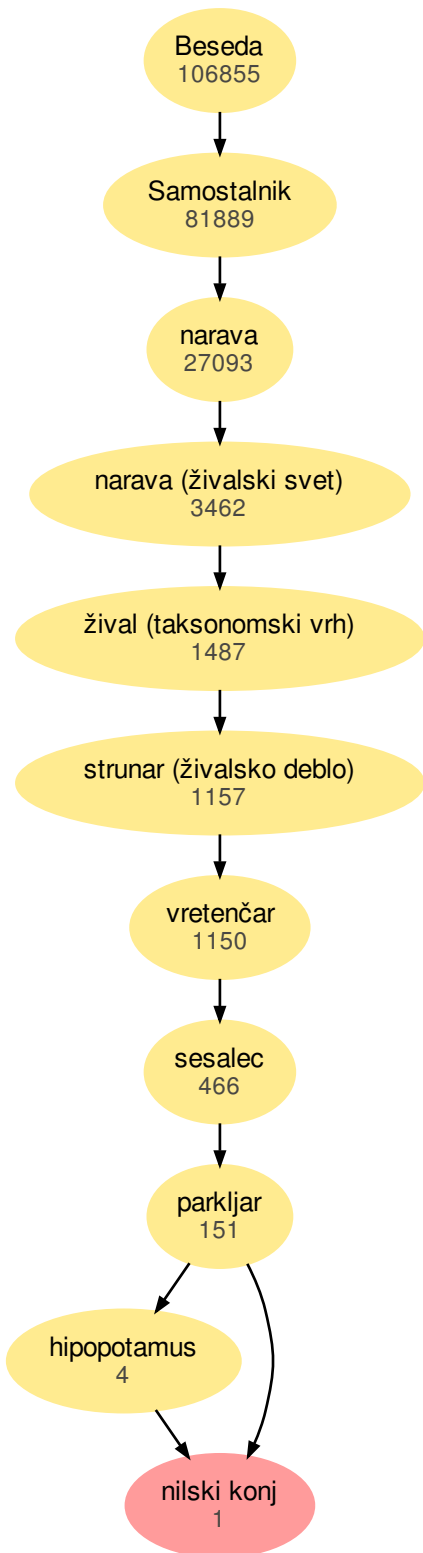 Beseda
106855
Samostalnik
81889
narava
27093
narava (živalski svet)
3462
žival (taksonomski vrh)
1487
strunar (živalsko deblo)
1157
vretenčar
1150
sesalec
466
parkljar
151
hipopotamus
4
nilski konj
1